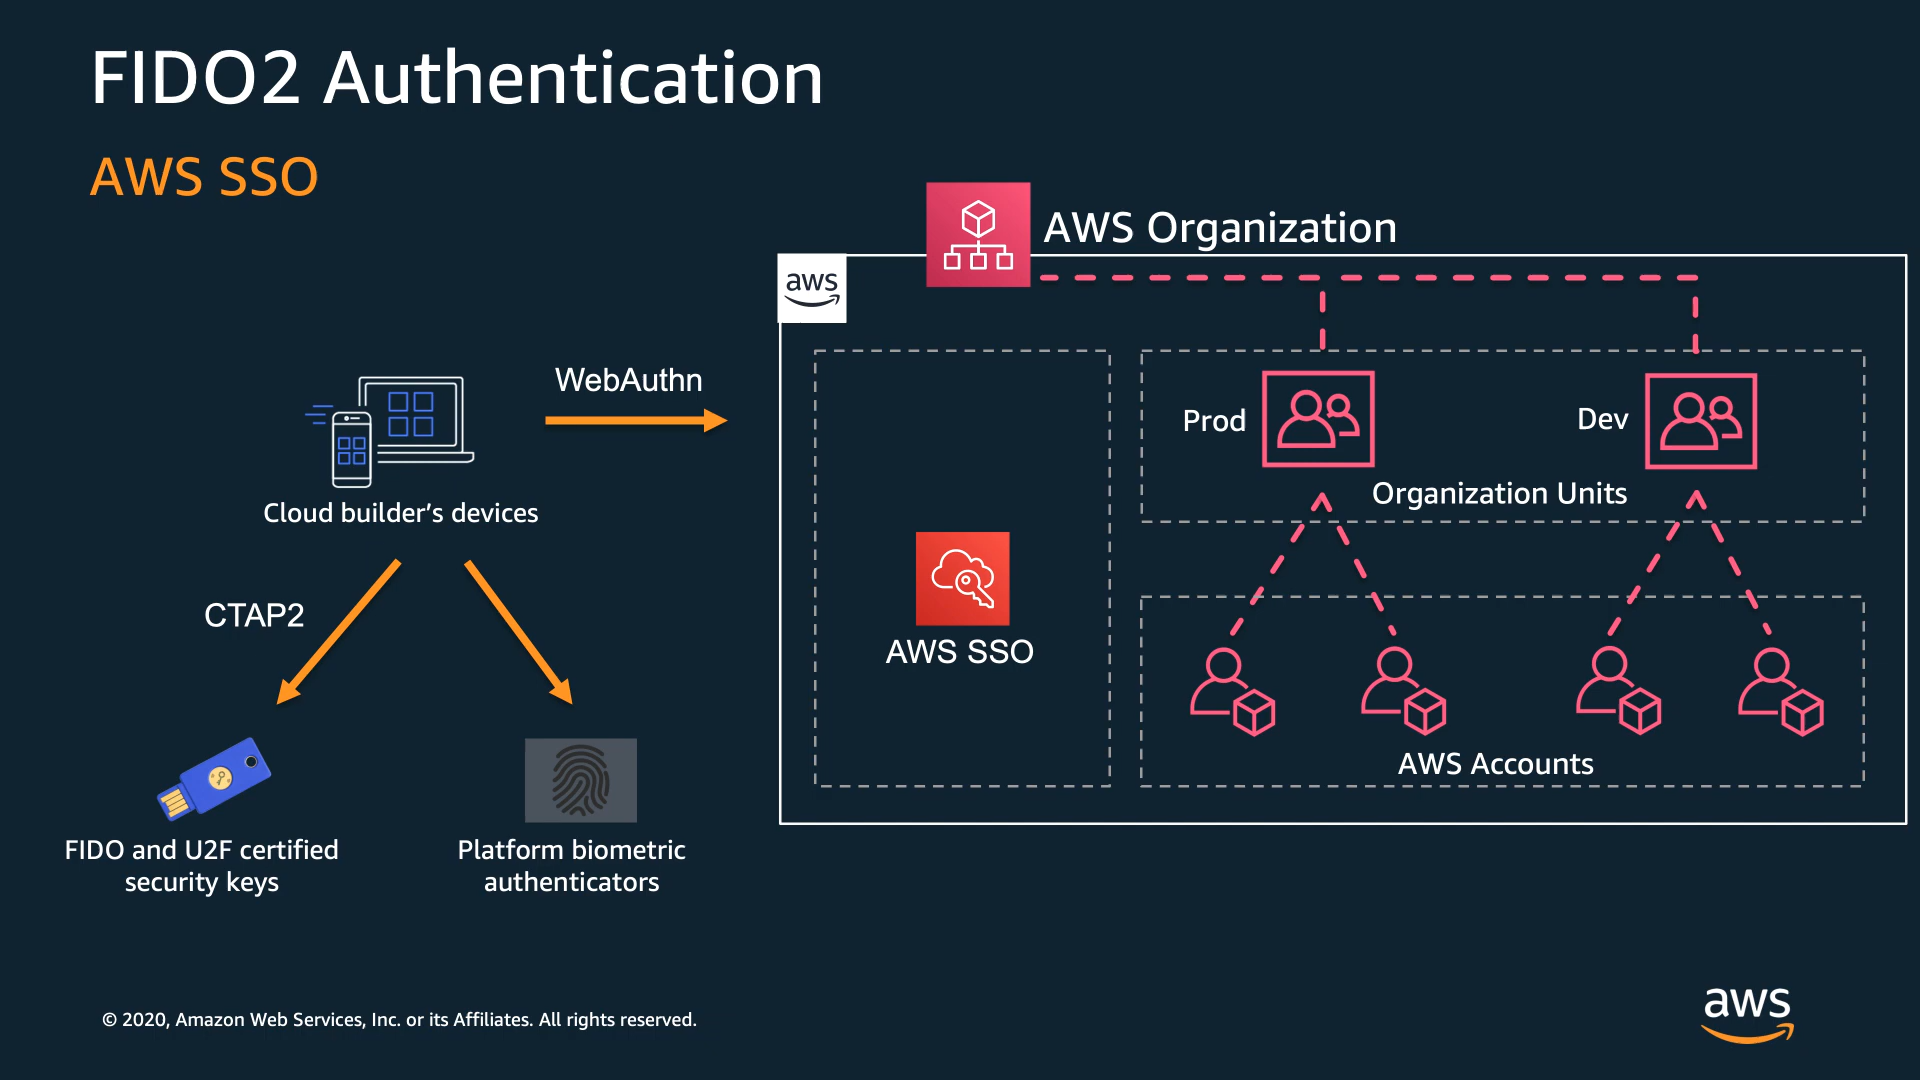 FIDO2 Authentication
AWS SSO
AWS Organization
aws
WebAuthn
Cloud builder’s devices
CTAP2
FIDO and U2F certified
security keys
Platform biometric
authenticators
AWS SSO
Prod
Dev
Organization Units
AWS Accounts
© 2020, Amazon Web Services, Inc. or its Affiliates. All rights reserved.
aws